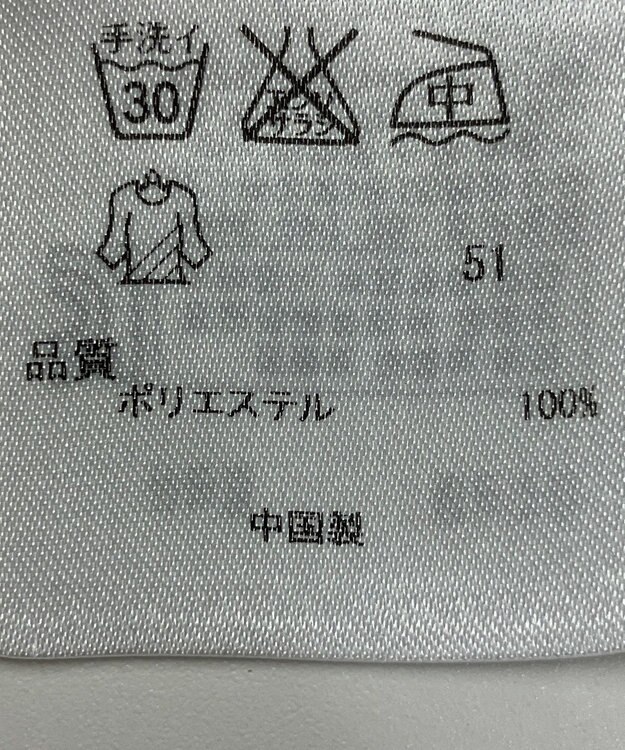 手洗イ
30
エンソ
サラシ
中
51
品質
ポリエステル 100%
中国製